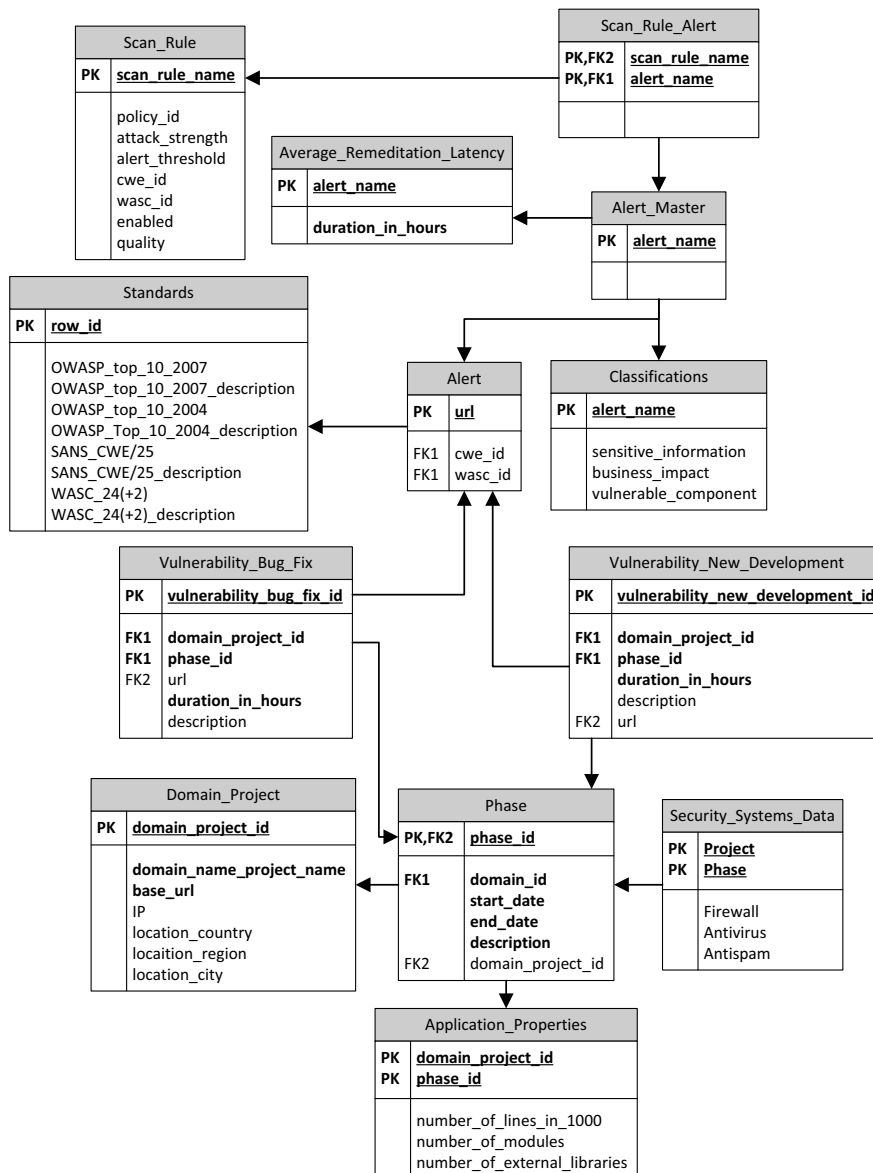 Scan_Rule
PK scan_rule_name
policy_id
attack_strength
alert_threshold
cwe_id
wasc_id
enabled
quality
Scan_Rule_Alert
PK,FK2 scan_rule_name
PK,FK1 alert_name
Average_Remeditation_Latency
PK alert_name
duration_in_hours
Alert_Master
PK alert_name
Standards
PK row_id
OWASP_top_10_2007
OWASP_top_10_2007_description
OWASP_top_10_2004
OWASP_Top_10_2004_description
SANS_CWE/25
SANS_CWE/25_description
WASC_24(+2)
WASC_24(+2)_description
Alert
PK url
FK1 cwe_id
FK1 wasc_id
Classifications
PK alert_name
sensitive_information
business_impact
vulnerable_component
Vulnerability_Bug_Fix
PK vulnerability_bug_fix_id
FK1 domain_project_id
FK1 phase_id
FK2 url
duration_in_hours
description
Vulnerability_New_Development
PK vulnerability_new_development_id
FK1 domain_project_id
FK1 phase_id
duration_in_hours
description
FK2 url
Domain_Project
PK domain_project_id
domain_name_project_name
base_url
IP
location_country
locaition_region
location_city
Phase
PK,FK2 phase_id
FK1 domain_id
start_date
end_date
description
FK2 domain_project_id
Security_Systems_Data
PK Project
PK Phase
Firewall
Antivirus
Antispam
Application_Properties
PK domain_project_id
PK phase_id
number_of_lines_in_1000
number_of_modules
number_of_external_libraries